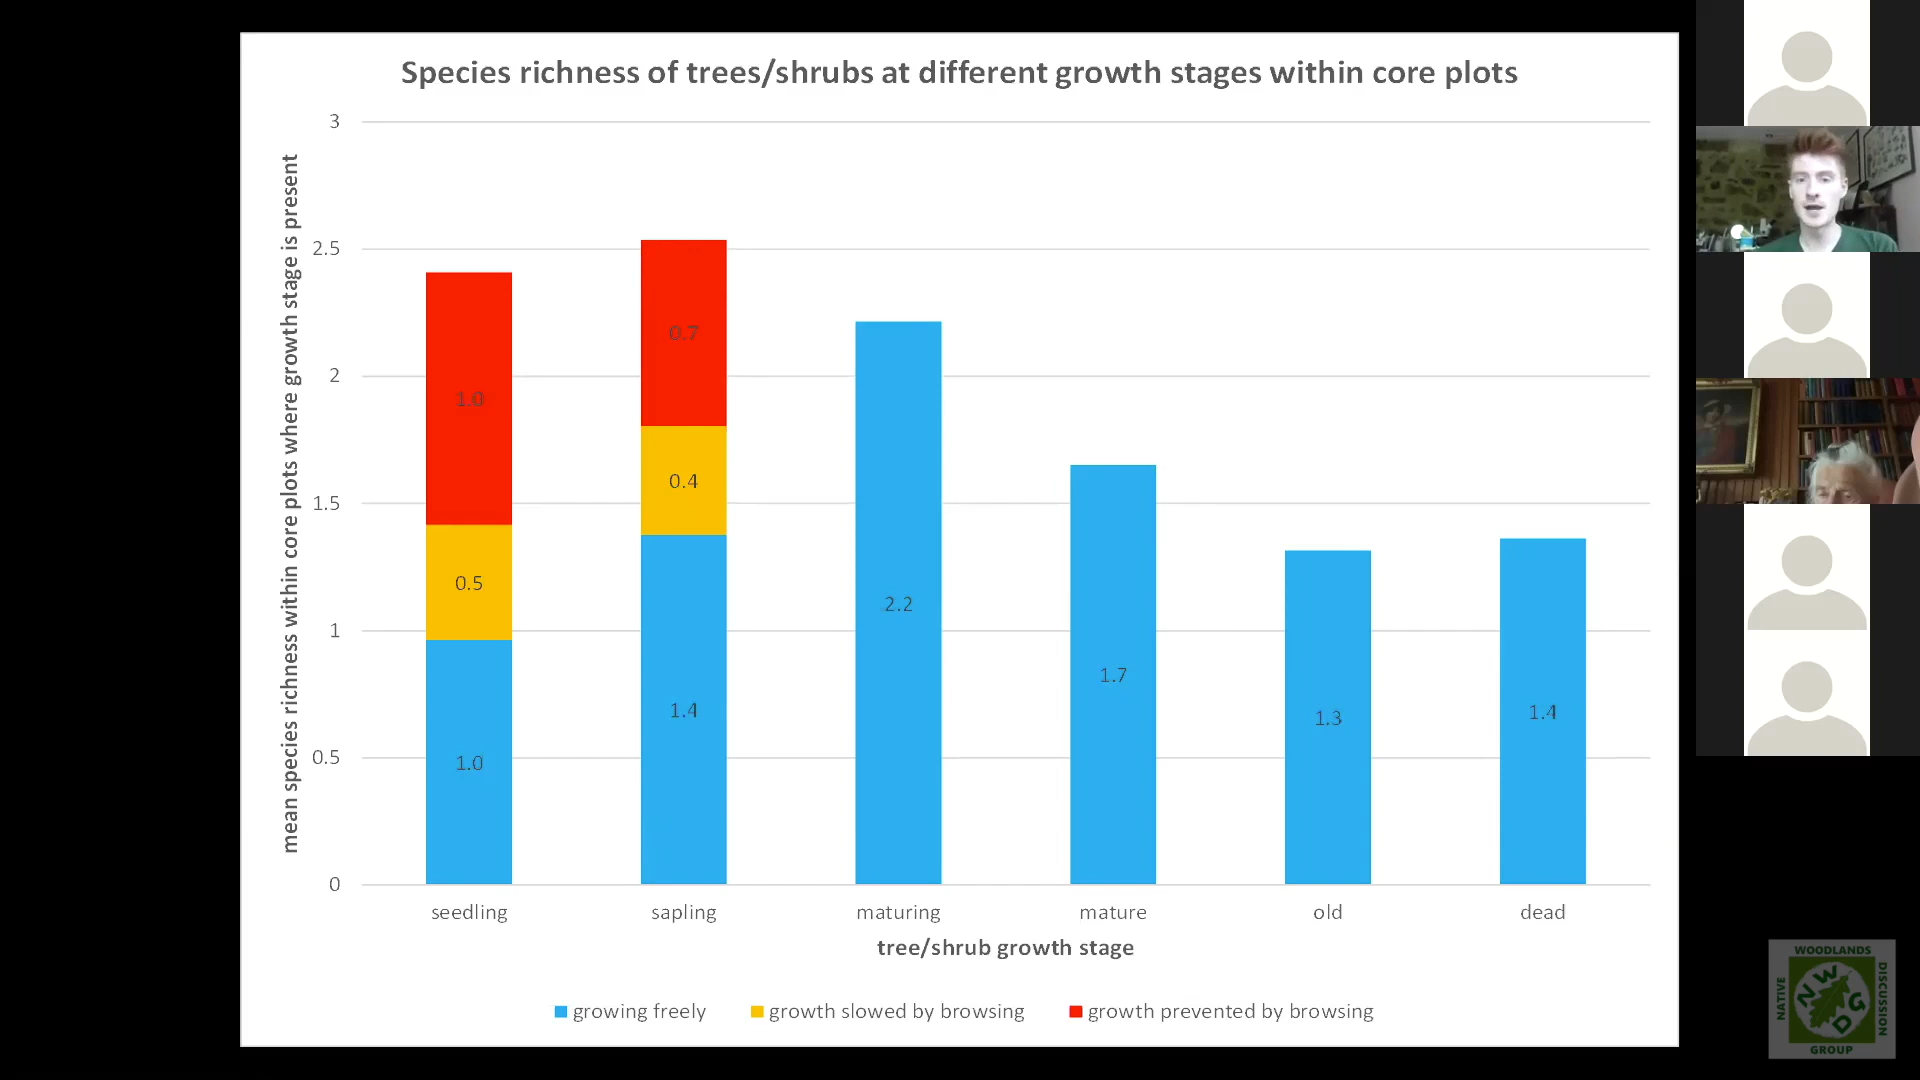 Species richness of trees/shrubs at different growth stages within core plots
mean species richness within core plots where growth stage is present
3
2.5
2
1.5
1
0.5
0
1.0
0.5
1.0
0.7
0.4
1.4
2.2
1.7
1.3
1.4
seedling
sapling
maturing
mature
old
dead
tree/shrub growth stage
growing freely
growth slowed by browsing
growth prevented by browsing
WOODLANDS
NATIVE
DISCUSSION
NWDG
GROUP